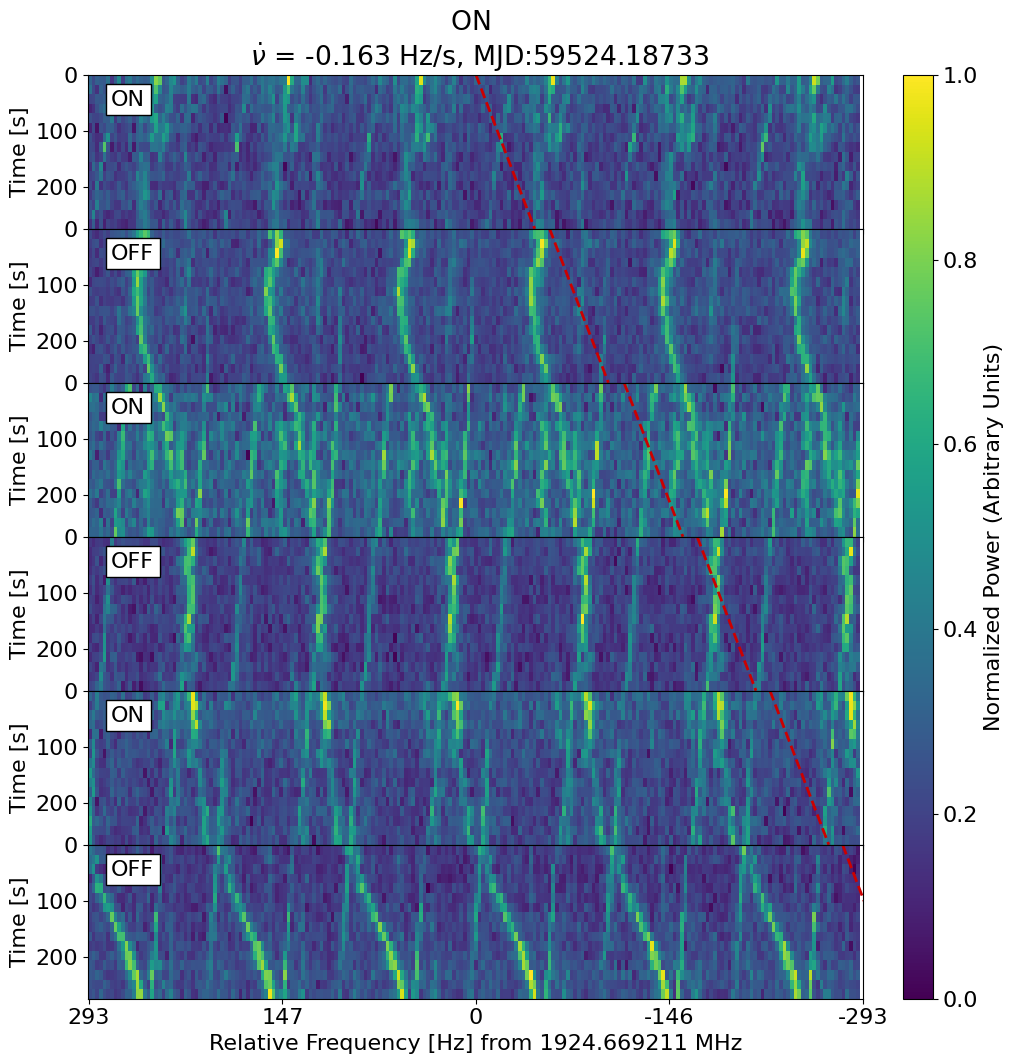 ON
ν̇ = -0.163 Hz/s, MJD:59524.18733
0
100
200
Time [s]
ON
0
100
200
Time [s]
OFF
0
100
200
Time [s]
ON
0
100
200
Time [s]
OFF
0
100
200
Time [s]
ON
0
100
200
Time [s]
OFF
293
147
0
-146
-293
Relative Frequency [Hz] from 1924.669211 MHz
1.0
0.8
0.6
0.4
0.2
0.0
Normalized Power (Arbitrary Units)